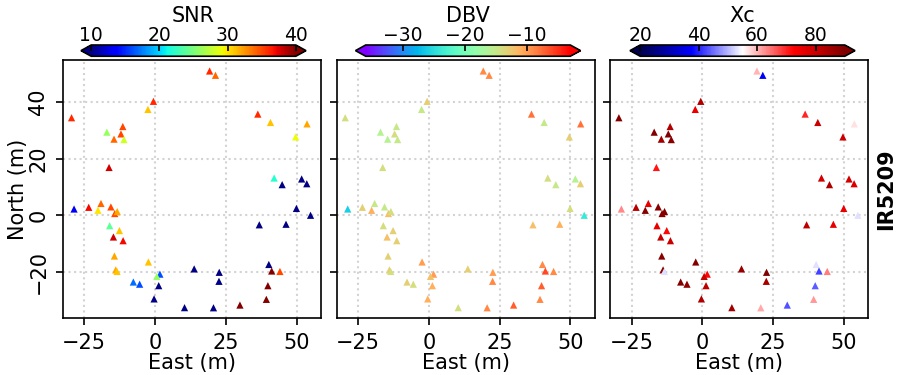 SNR DBV Xc
10 20 30 40 −30 −20 −10 20 40 60 80
40
20
0
−20
North (m)
−25 0 25 50 −25 0 25 50 −25 0 25 50
East (m) East (m) East (m)
IR5209